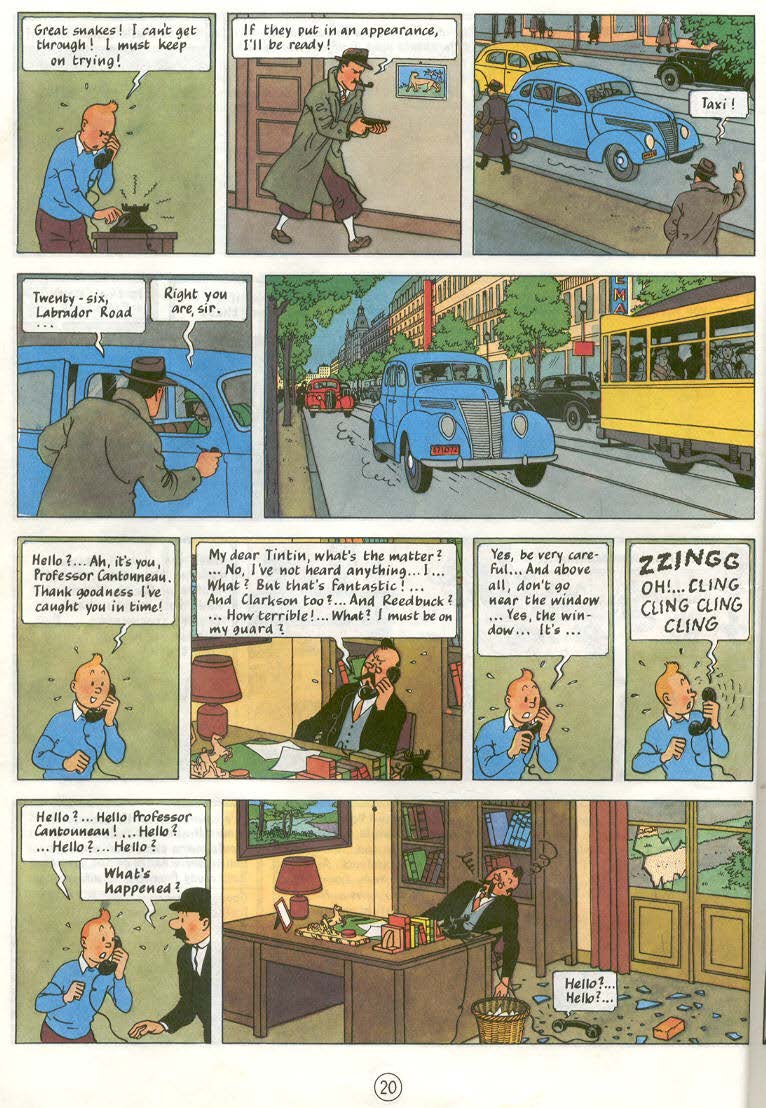 Great snakes! I can't get
through! I must keep
on trying!
If they put in an appearance,
I'll be ready!
Taxi!
Twenty-six,
Labrador Road
...
Right you
are, sir.
EMA
Hello?... Ah, it's you,
Professor Cantonneau.
Thank goodness I've
caught you in time!
My dear Tintin, what's the matter?
... No, I've not heard anything... I...
What? But that's fantastic!...
And Clarkson too?... And Reedbuck?
... How terrible!... What? I must be on
my guard?
Yes, be very care-
ful... And above
all, don't go
near the window
... Yes, the win-
dow... It's...
ZZINGG
OH!... CLING
CLING CLING
CLING
Hello?... Hello Professor
Cantonneau! ... Hello?
... Hello?... Hello?
What's
happened?
Hello?...
Hello?...
20